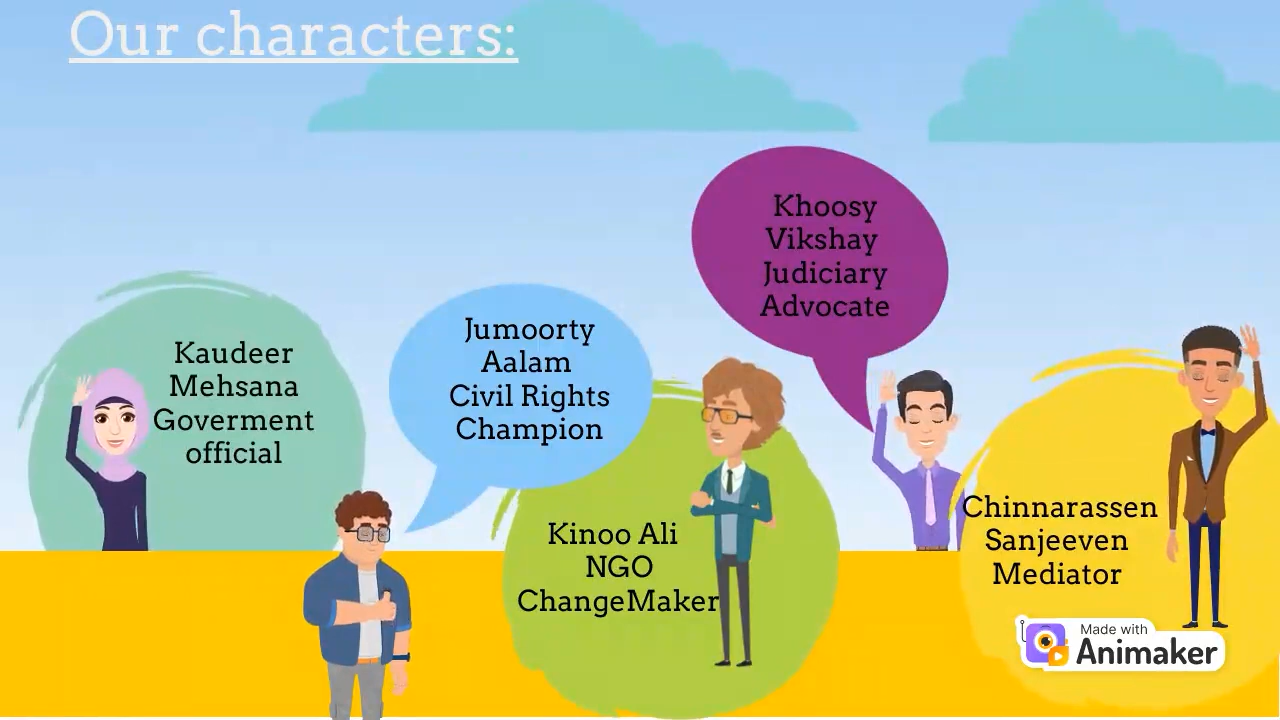 Our characters:
Kaudeer
Mehsana
Goverment
official
Jumoorty
Aalam
Civil Rights
Champion
Kinoo Ali
NGO
ChangeMaker
Khoosy
Vikshay
Judiciary
Advocate
Chinnarassen
Sanjeeven
Mediator
Made with
Animaker